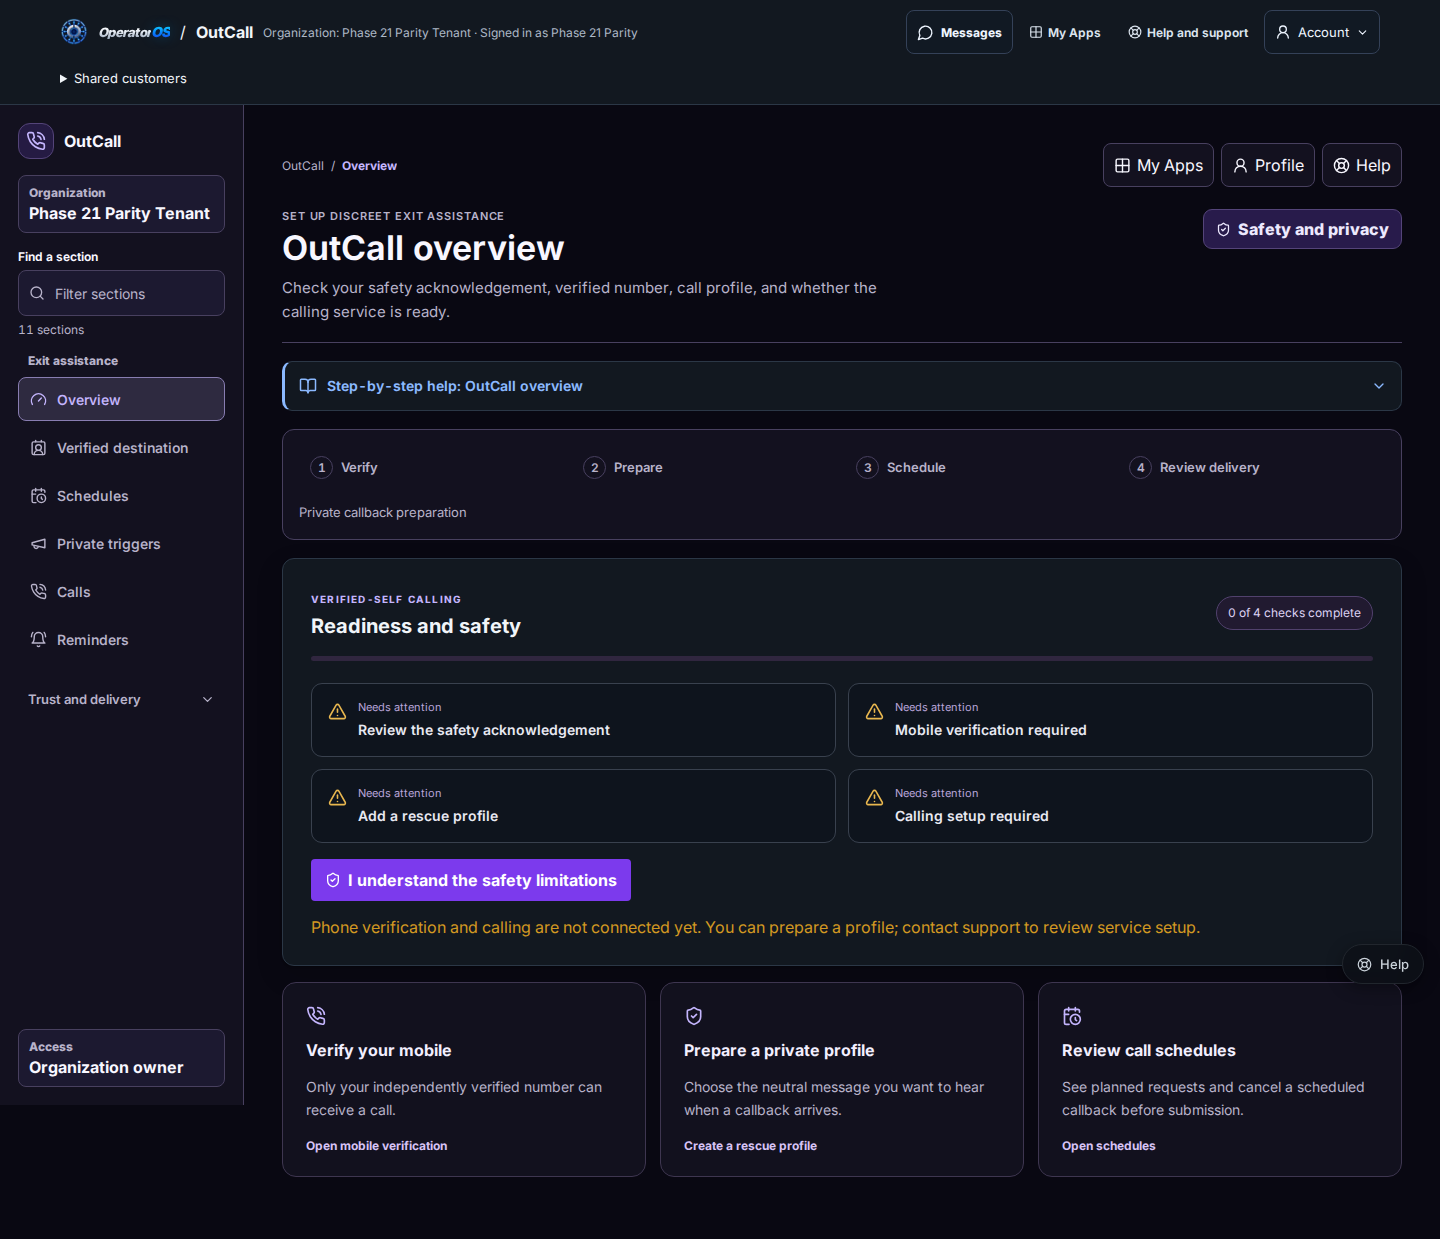 OperatorOS / OutCall Organization: Phase 21 Parity Tenant · Signed in as Phase 21 Parity
Messages
My Apps
Help and support
Account
Shared customers
OutCall
Organization
Phase 21 Parity Tenant
Find a section
Filter sections
11 sections
Exit assistance
Overview
Verified destination
Schedules
Private triggers
Calls
Reminders
Trust and delivery
Access
Organization owner
OutCall / Overview
My Apps
Profile
Help
SET UP DISCREET EXIT ASSISTANCE
OutCall overview
Safety and privacy
Check your safety acknowledgement, verified number, call profile, and whether the
calling service is ready.
Step-by-step help: OutCall overview
1 Verify
2 Prepare
3 Schedule
4 Review delivery
Private callback preparation
VERIFIED-SELF CALLING
Readiness and safety
0 of 4 checks complete
Needs attention
Review the safety acknowledgement
Needs attention
Mobile verification required
Needs attention
Add a rescue profile
Needs attention
Calling setup required
I understand the safety limitations
Phone verification and calling are not connected yet. You can prepare a profile; contact support to review service setup.
Help
Verify your mobile
Only your independently verified number can
receive a call.
Open mobile verification
Prepare a private profile
Choose the neutral message you want to hear
when a callback arrives.
Create a rescue profile
Review call schedules
See planned requests and cancel a scheduled
callback before submission.
Open schedules